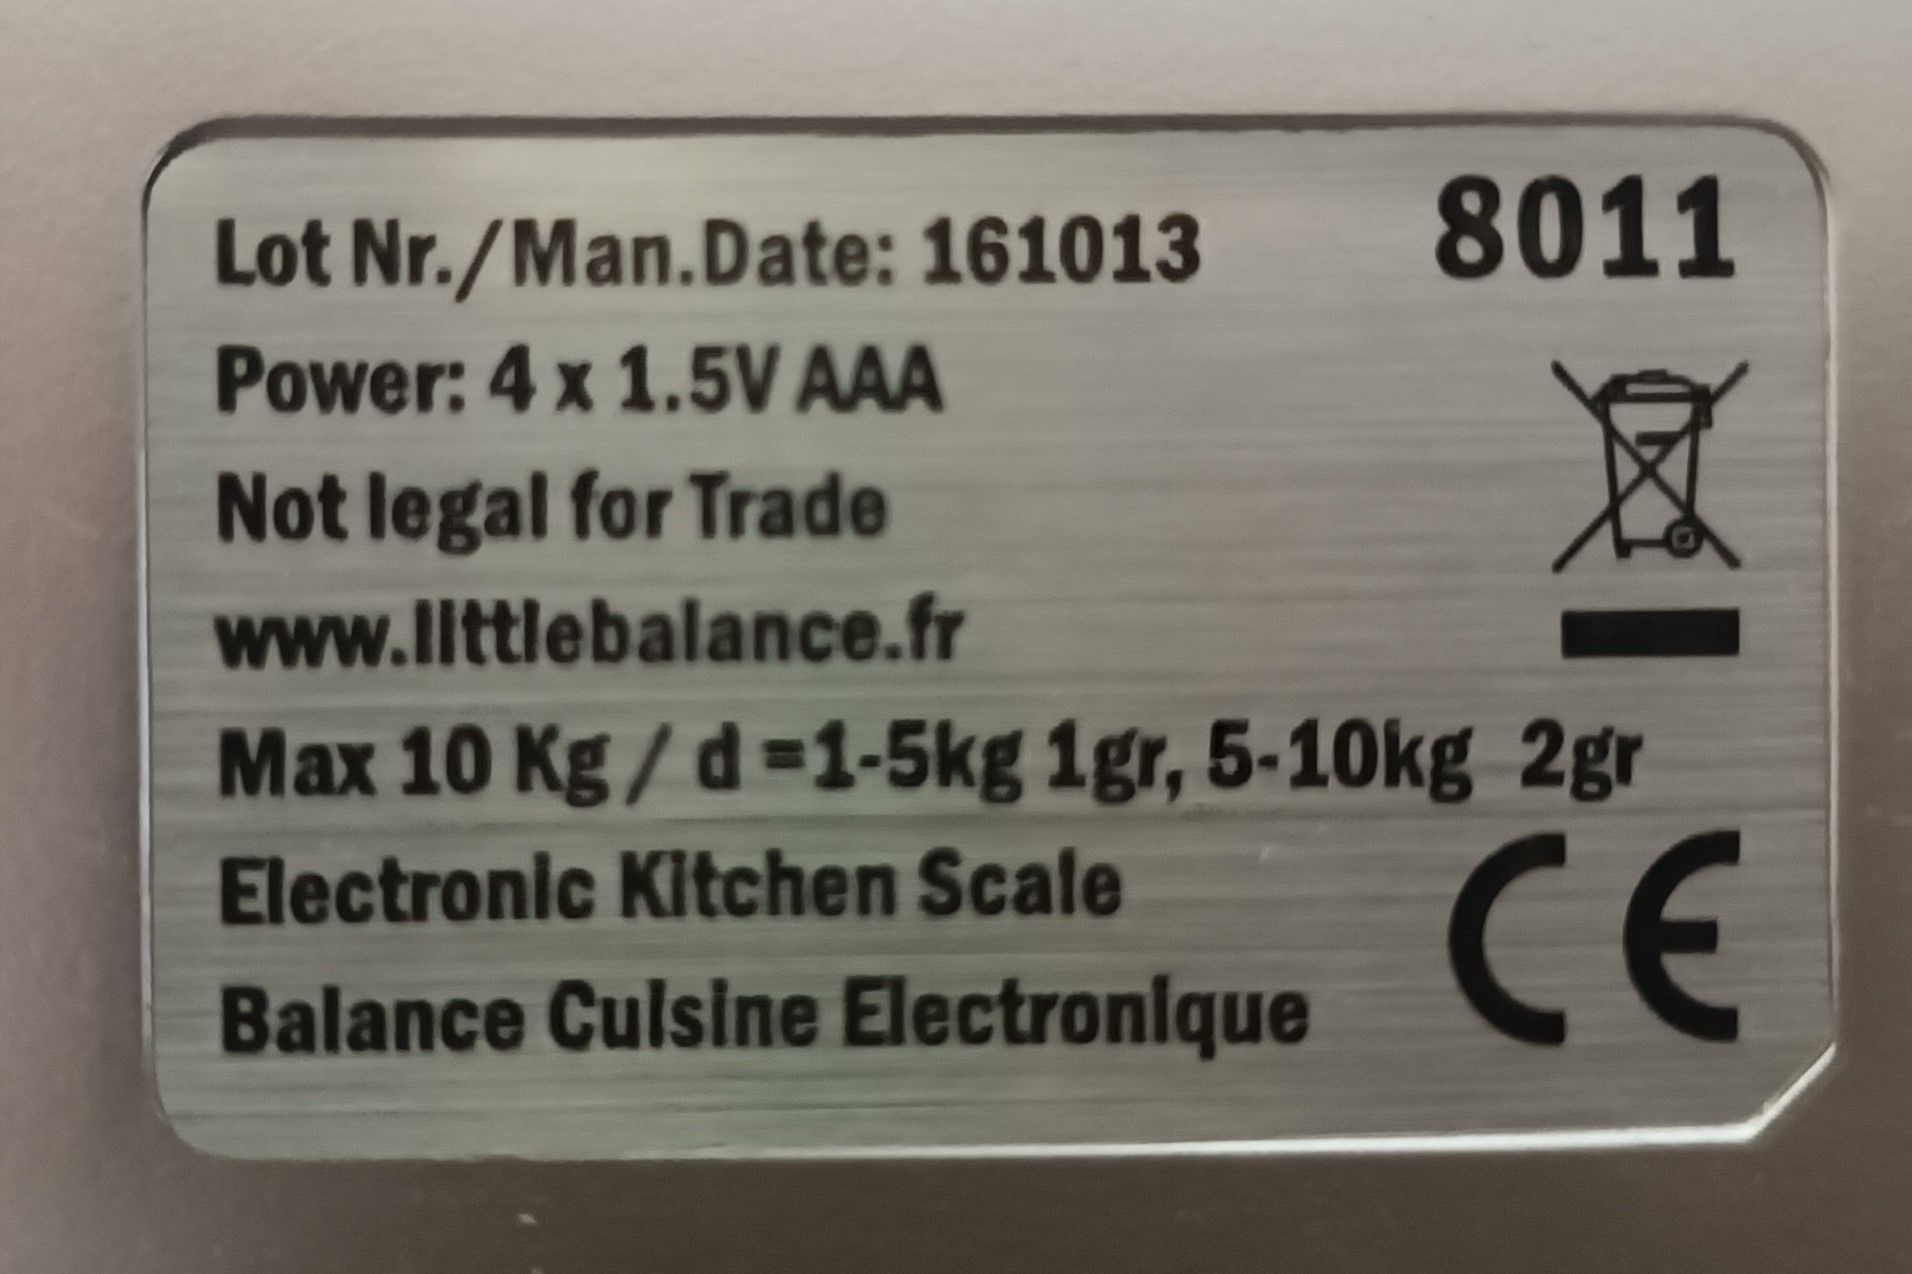 Lot Nr./Man.Date: 161013
8011
Power: 4 x 1.5V AAA
Not legal for Trade
www.littlebalance.fr
Max 10 Kg / d =1-5kg 1gr, 5-10kg 2gr
Electronic Kitchen Scale
Balance Cuisine Electronique
CE